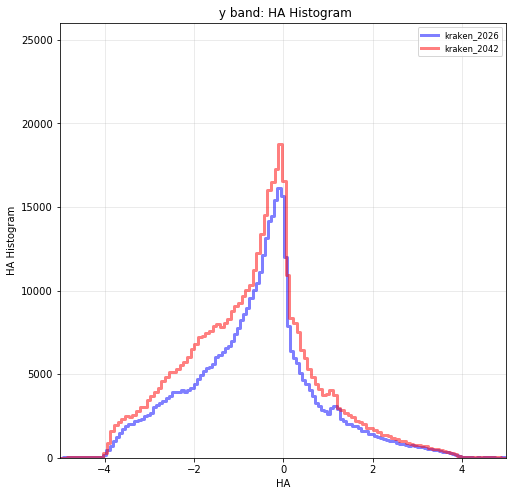 y band: HA Histogram
kraken_2026
kraken_2042
25000
20000
15000
10000
5000
0
HA Histogram
−4 −2 0 2 4
HA